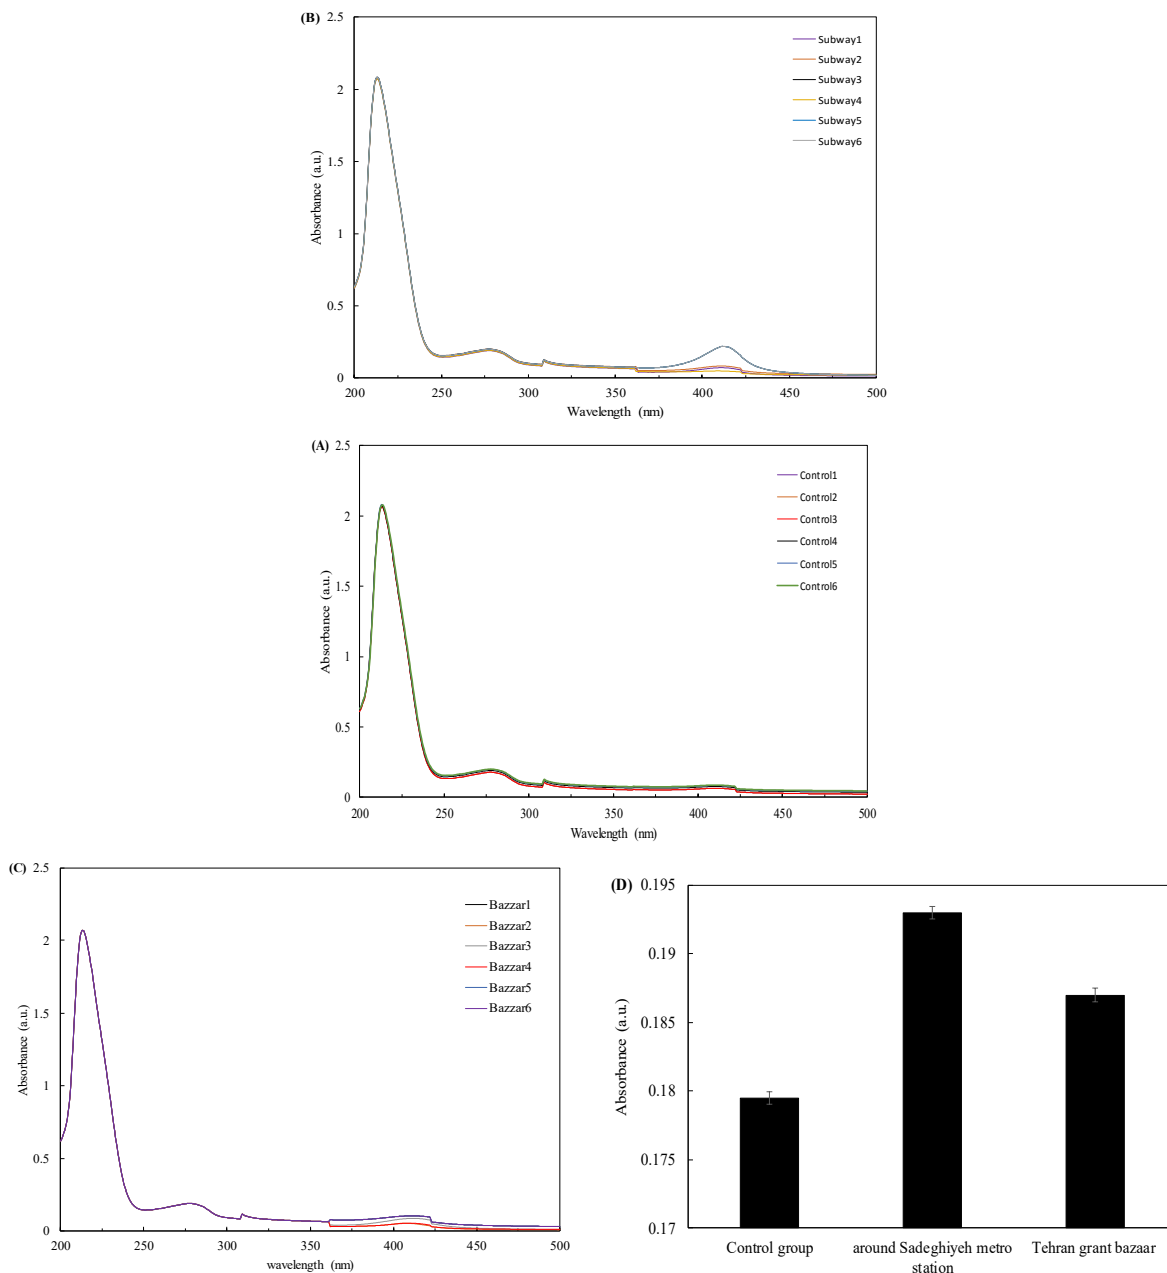 (B)
2.5
2
1.5
1
0.5
0
Absorbance (a.u.)
200
250
300
350
400
450
500
Wavelength (nm)
Subway1
Subway2
Subway3
Subway4
Subway5
Subway6
(A)
2.5
2
1.5
1
0.5
0
Absorbance (a.u.)
200
250
300
350
400
450
500
Wavelength (nm)
Control1
Control2
Control3
Control4
Control5
Control6
(C)
2.5
2
1.5
1
0.5
0
Absorbance (a.u.)
200
250
300
350
400
450
500
wavelength (nm)
Bazzar1
Bazzar2
Bazzar3
Bazzar4
Bazzar5
Bazzar6
(D)
0.195
0.19
0.185
0.18
0.175
0.17
Absorbance (a.u.)
Control group
around Sadeghiyeh metro
station
Tehran grant bazaar